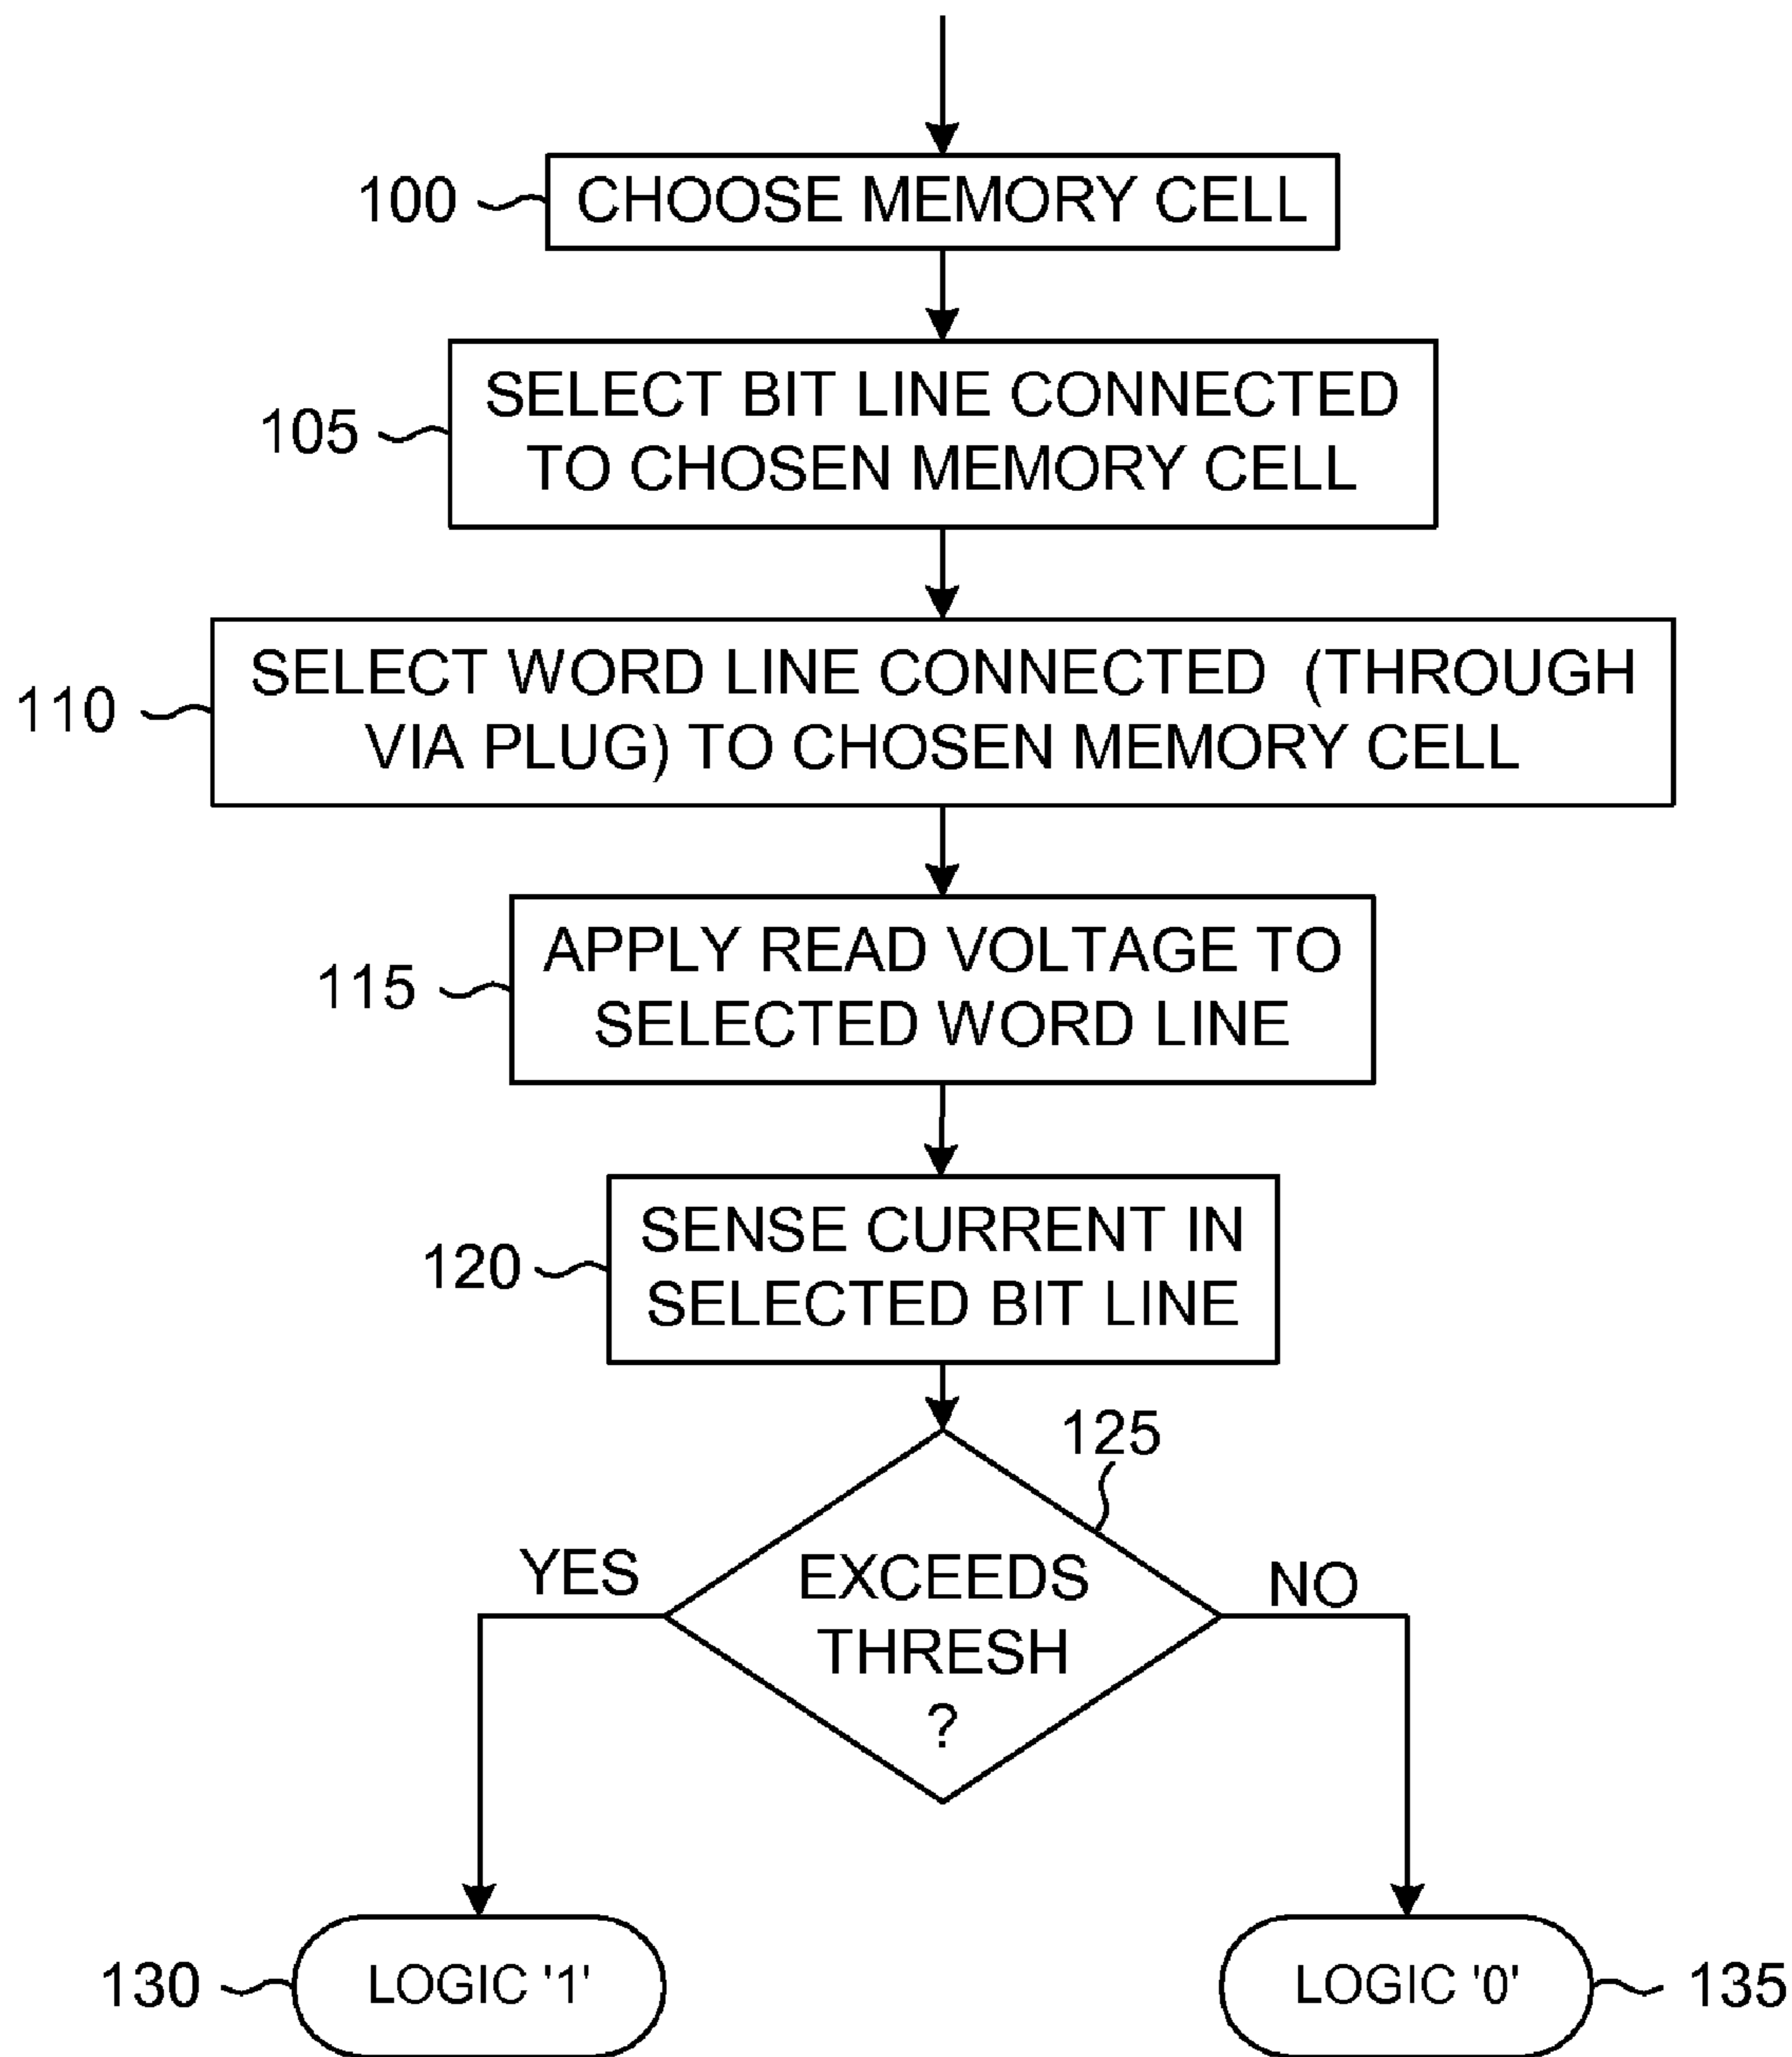 100
CHOOSE MEMORY CELL
105
SELECT BIT LINE CONNECTED
TO CHOSEN MEMORY CELL
110
SELECT WORD LINE CONNECTED (THROUGH
VIA PLUG) TO CHOSEN MEMORY CELL
115
APPLY READ VOLTAGE TO
SELECTED WORD LINE
120
SENSE CURRENT IN
SELECTED BIT LINE
125
YES
EXCEEDS
THRESH
?
NO
130
LOGIC '1'
LOGIC '0'
135